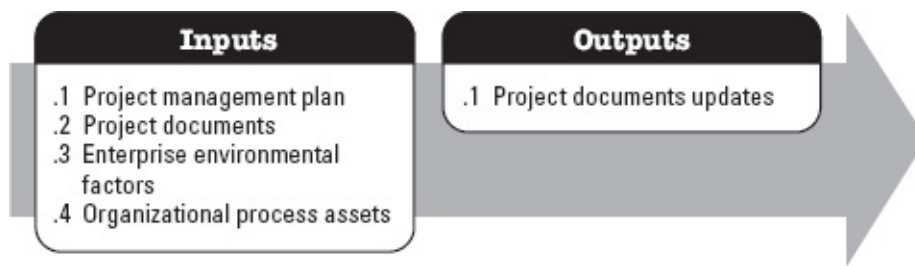 Inputs
.1 Project management plan
.2 Project documents
.3 Enterprise environmental
factors
.4 Organizational process assets
Outputs
.1 Project documents updates